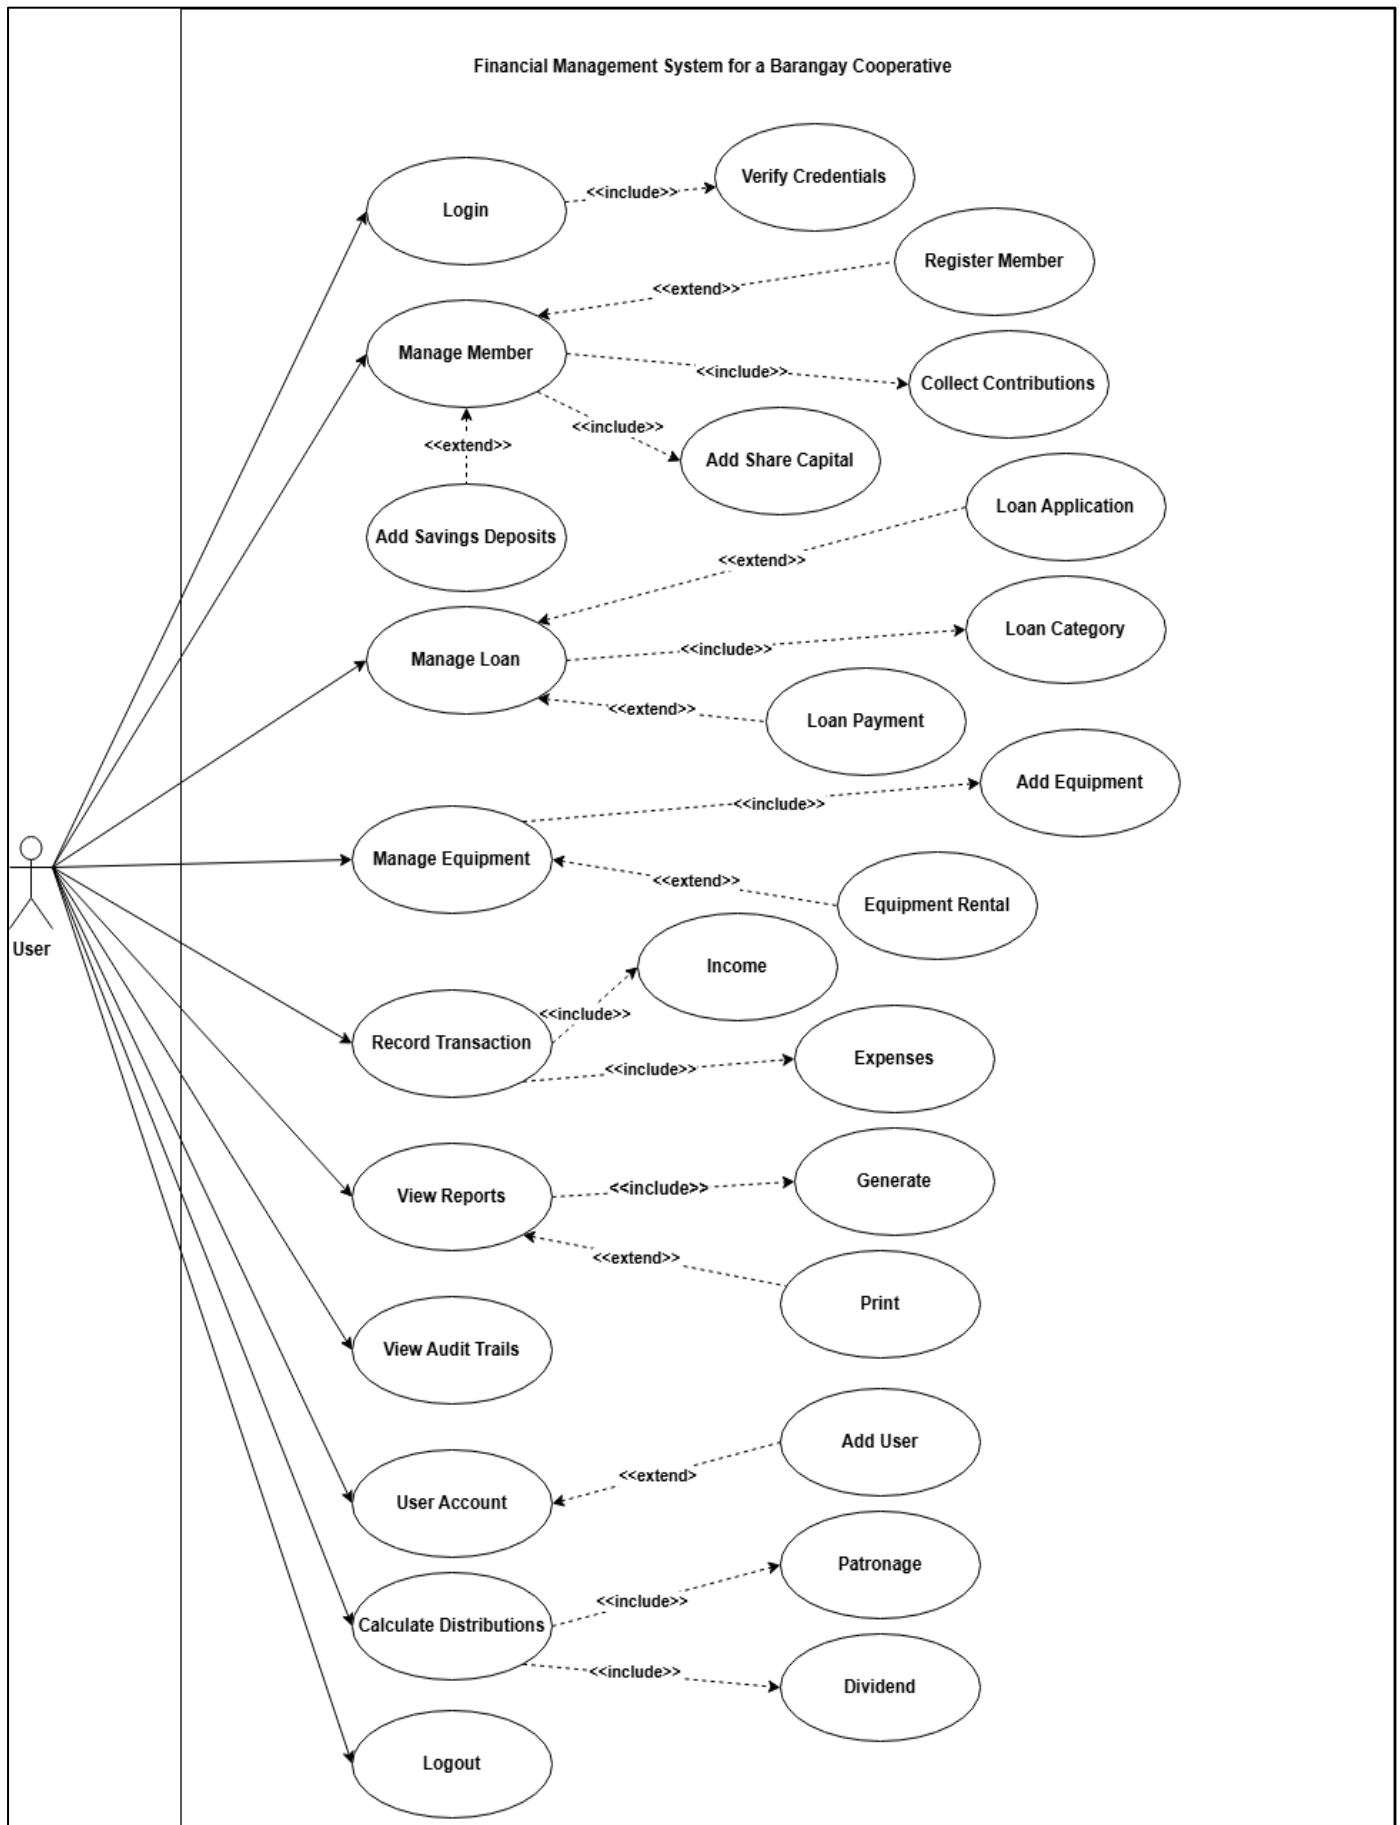 Financial Management System for a Barangay Cooperative
Verify Credentials
<<include>>
Login
Register Member
<<extend>>
Manage Member
<<include>>
Collect Contributions
<<include>>
<<extend>>
Add Share Capital
Loan Application
Add Savings Deposits
<<extend>>
Loan Category
<<include>>
Manage Loan
<<extend>>
Loan Payment
Add Equipment
<<include>>
Manage Equipment
<<extend>>
Equipment Rental
User
Income
<<include>>
Record Transaction
Expenses
<<include>>
Generate
<<include>>
View Reports
<<extend>>
Print
View Audit Trails
Add User
<<extend>
User Account
Patronage
<<include>>
Calculate Distributions
<<include>>
Dividend
Logout